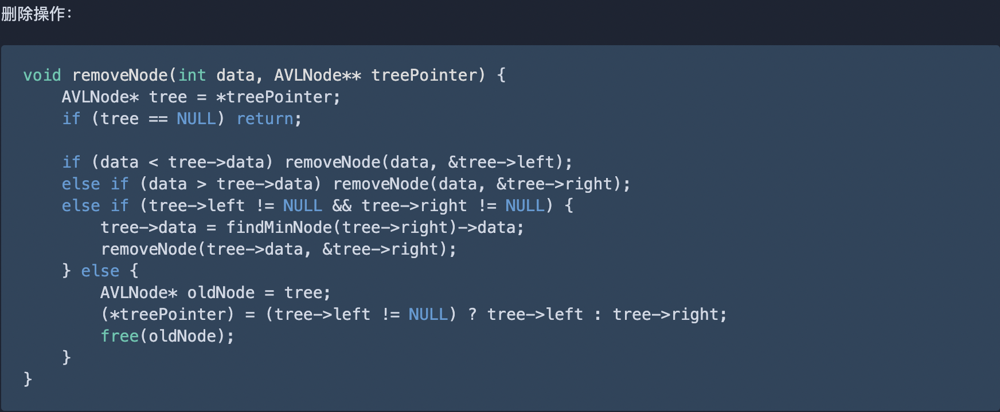 删除操作:
void removeNode(int data, AVLNode** treePointer) {
    AVLNode* tree = *treePointer;
    if (tree == NULL) return;

    if (data < tree->data) removeNode(data, &tree->left);
    else if (data > tree->data) removeNode(data, &tree->right);
    else if (tree->left != NULL && tree->right != NULL) {
        tree->data = findMinNode(tree->right)->data;
        removeNode(tree->data, &tree->right);
    } else {
        AVLNode* oldNode = tree;
        (*treePointer) = (tree->left != NULL) ? tree->left : tree->right;
        free(oldNode);
    }
}